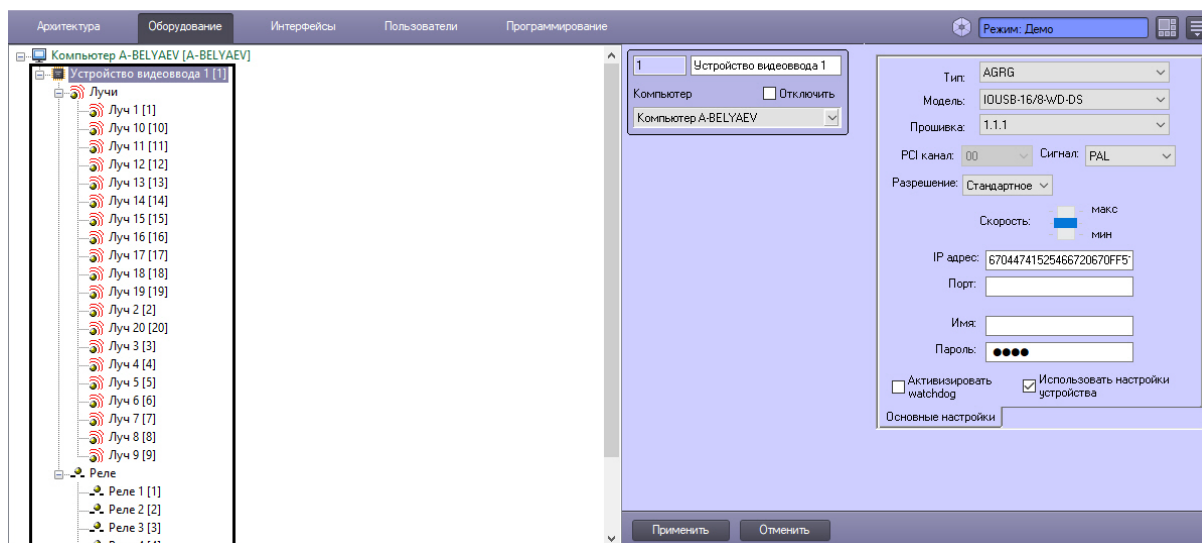 Архитектура Оборудование Интерфейсы Пользователи Программирование Режим: Демо
Компьютер A-BELYAEV [A-BELYAEV]
Устройство видеоввода 1 [1]
Лучи
Луч 1 [1]
Луч 10 [10]
Луч 11 [11]
Луч 12 [12]
Луч 13 [13]
Луч 14 [14]
Луч 15 [15]
Луч 16 [16]
Луч 17 [17]
Луч 18 [18]
Луч 19 [19]
Луч 2 [2]
Луч 20 [20]
Луч 3 [3]
Луч 4 [4]
Луч 5 [5]
Луч 6 [6]
Луч 7 [7]
Луч 8 [8]
Луч 9 [9]
Реле
Реле 1 [1]
Реле 2 [2]
Реле 3 [3]
1 Устройство видеоввода 1
Компьютер Отключить
Компьютер A-BELYAEV
Тип: AGRG
Модель: IOUSB-16/8-WD-DS
Прошивка: 1.1.1
PCI канал: 00 Сигнал: PAL
Разрешение: Стандартное
макс
Скорость:
мин
IP адрес: 67044741525466720670FF5
Порт:
Имя:
Пароль: ●●●●
Активизировать watchdog
Использовать настройки устройства
Основные настройки
Применить Отменить